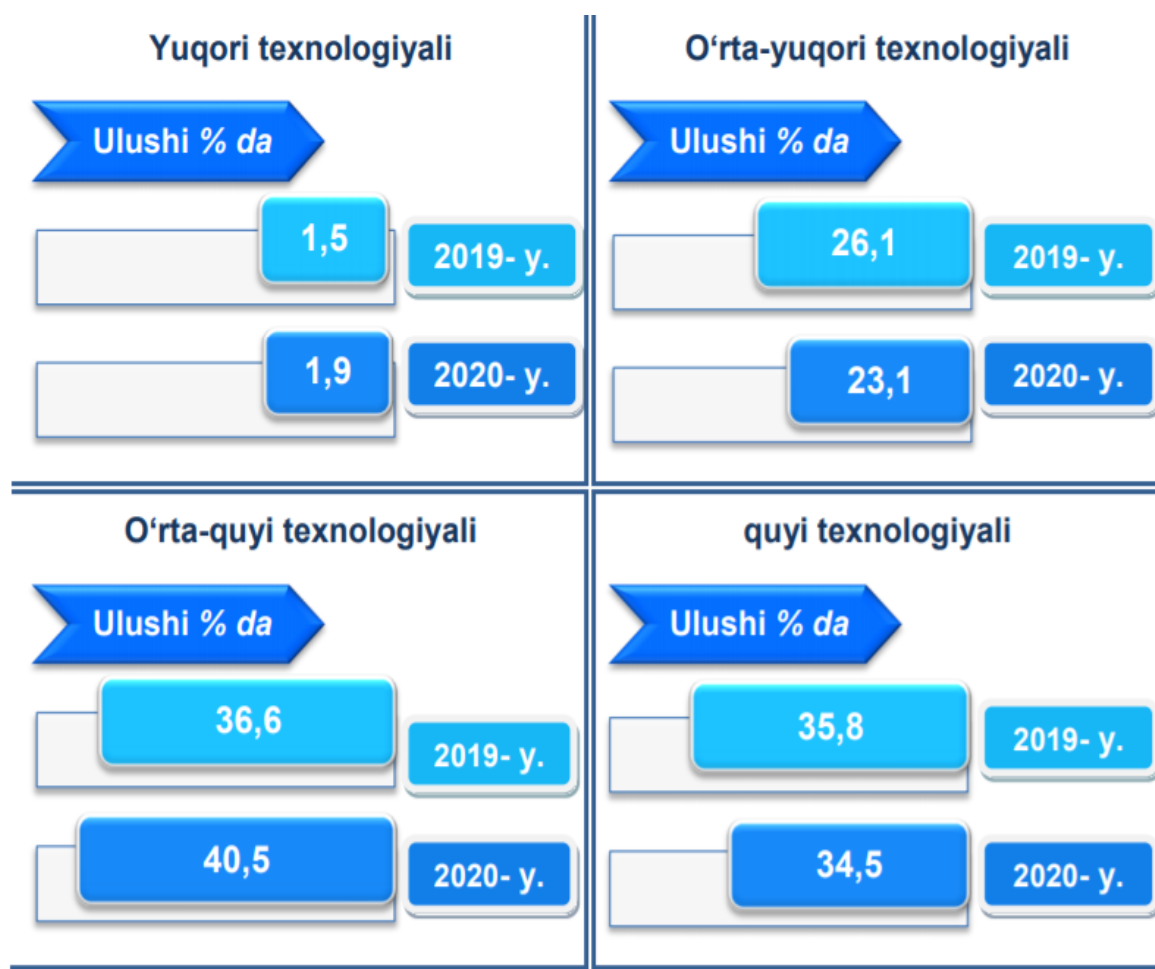 Yuqori texnologiyali
Ulushi % da
1,5
2019- y.
1,9
2020- y.
O‘rta-yuqori texnologiyali
Ulushi % da
26,1
2019- y.
23,1
2020- y.
O‘rta-quyi texnologiyali
Ulushi % da
36,6
2019- y.
40,5
2020- y.
quyi texnologiyali
Ulushi % da
35,8
2019- y.
34,5
2020- y.